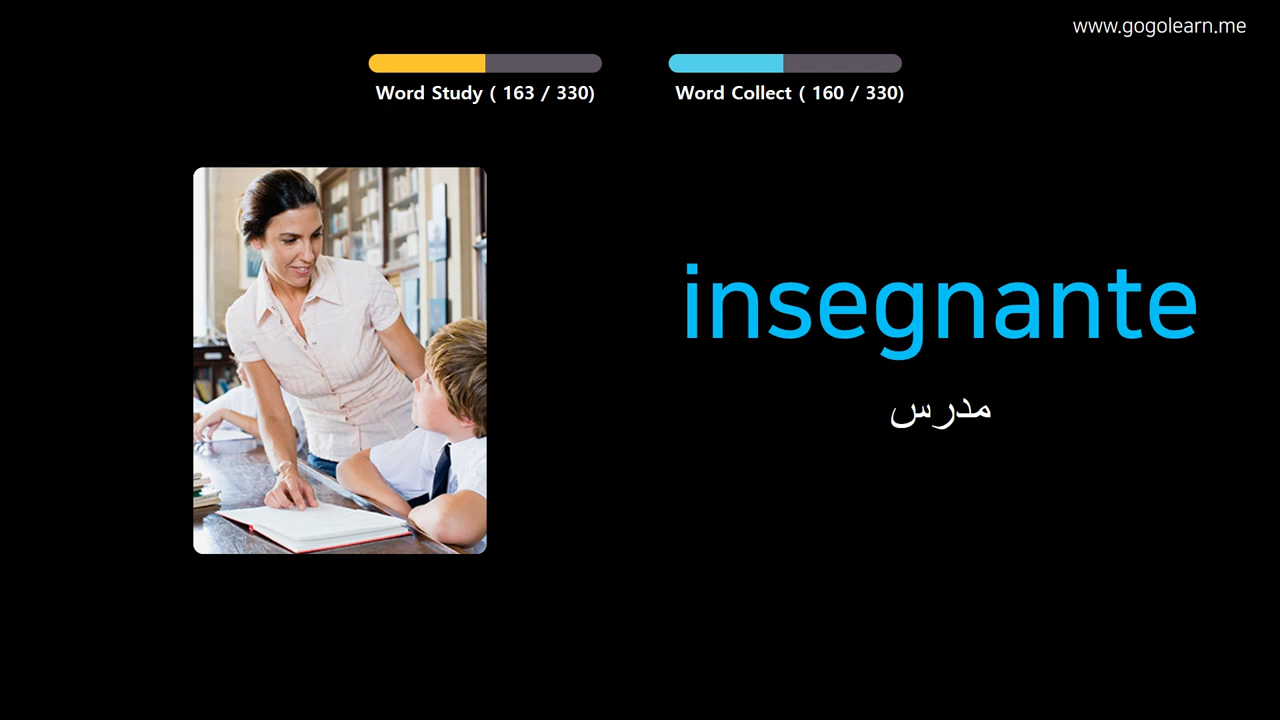 www.gogolearn.me
Word Study ( 163 / 330)
Word Collect ( 160 / 330)
insegnante
مدرس